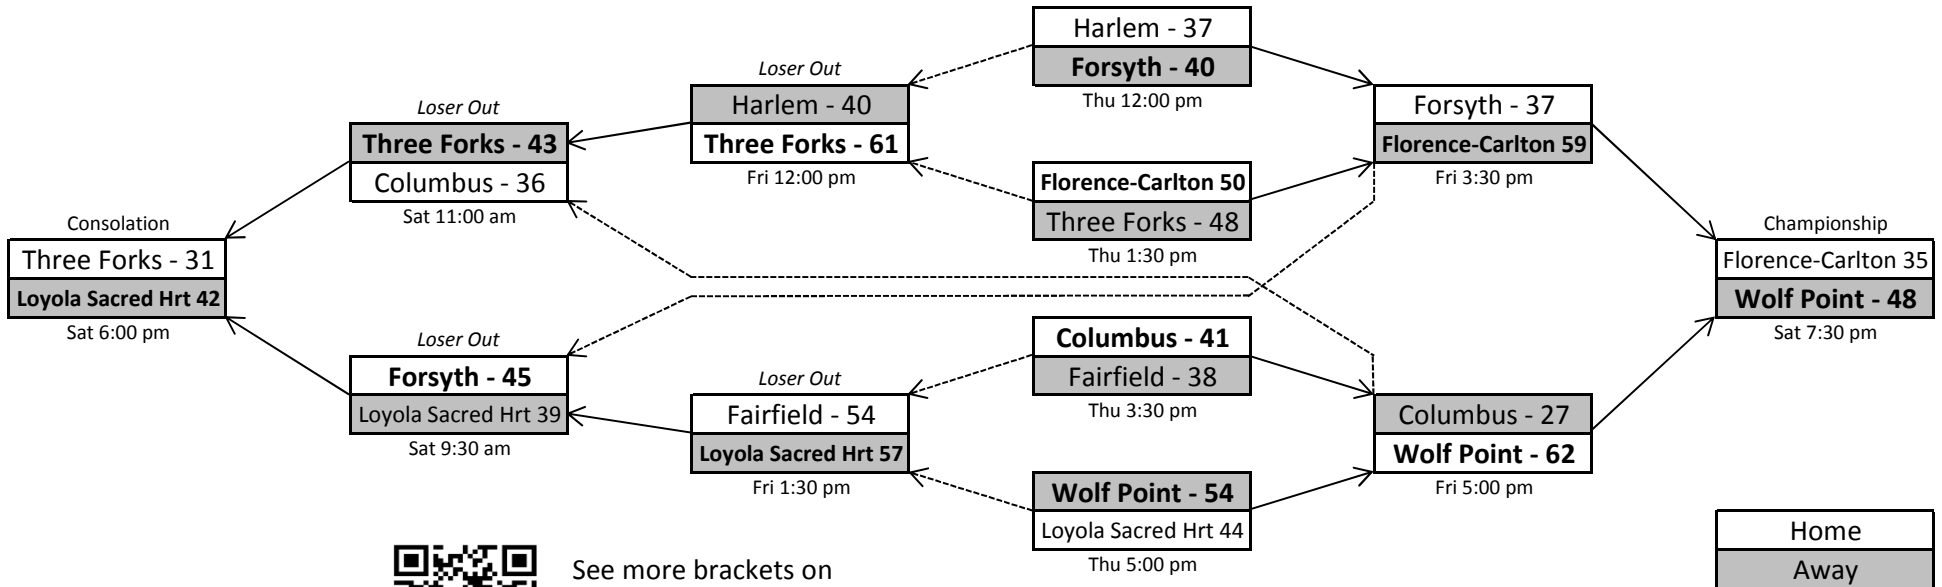 Harlem - 37
Forsyth - 40
Thu 12:00 pm
Loser Out
Harlem - 40
Three Forks - 61
Fri 12:00 pm
Forsyth - 37
Florence-Carlton 59
Fri 3:30 pm
Loser Out
Three Forks - 43
Columbus - 36
Sat 11:00 am
Florence-Carlton 50
Three Forks - 48
Thu 1:30 pm
Consolation
Three Forks - 31
Loyola Sacred Hrt 42
Sat 6:00 pm
Championship
Florence-Carlton 35
Wolf Point - 48
Sat 7:30 pm
Loser Out
Forsyth - 45
Loyola Sacred Hrt 39
Sat 9:30 am
Columbus - 41
Fairfield - 38
Thu 3:30 pm
Loser Out
Fairfield - 54
Loyola Sacred Hrt 57
Fri 1:30 pm
Columbus - 27
Wolf Point - 62
Fri 5:00 pm
Wolf Point - 54
Loyola Sacred Hrt 44
Thu 5:00 pm
See more brackets on
Home
Away